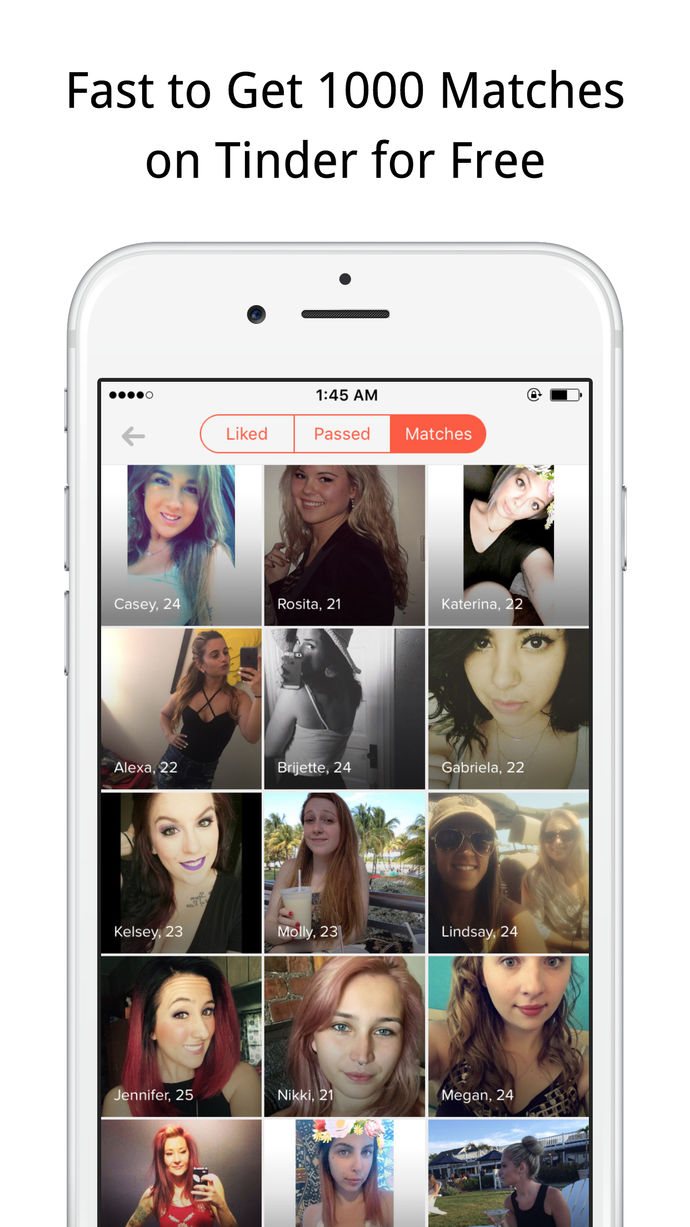 Fast to Get 1000 Matches
on Tinder for Free
1:45 AM
Liked Passed Matches
Casey, 24 Rosita, 21 Katerina, 22
Alexa, 22 Brijette, 24 Gabriela, 22
Kelsey, 23 Molly, 23 Lindsay, 24
Jennifer, 25 Nikki, 21 Megan, 24